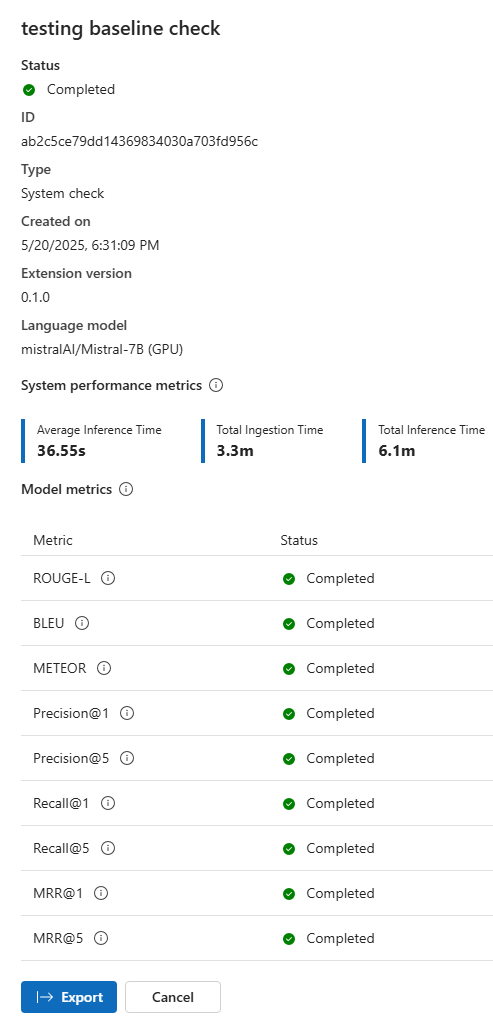 testing baseline check
Status
Completed
ID
ab2c5ce79dd14369834030a703fd956c
Type
System check
Created on
5/20/2025, 6:31:09 PM
Extension version
0.1.0
Language model
mistralAI/Mistral-7B (GPU)
System performance metrics
Average Inference Time
36.55s
Total Ingestion Time
3.3m
Total Inference Time
6.1m
Model metrics
Metric Status
ROUGE-L Completed
BLEU Completed
METEOR Completed
Precision@1 Completed
Precision@5 Completed
Recall@1 Completed
Recall@5 Completed
MRR@1 Completed
MRR@5 Completed
Export Cancel